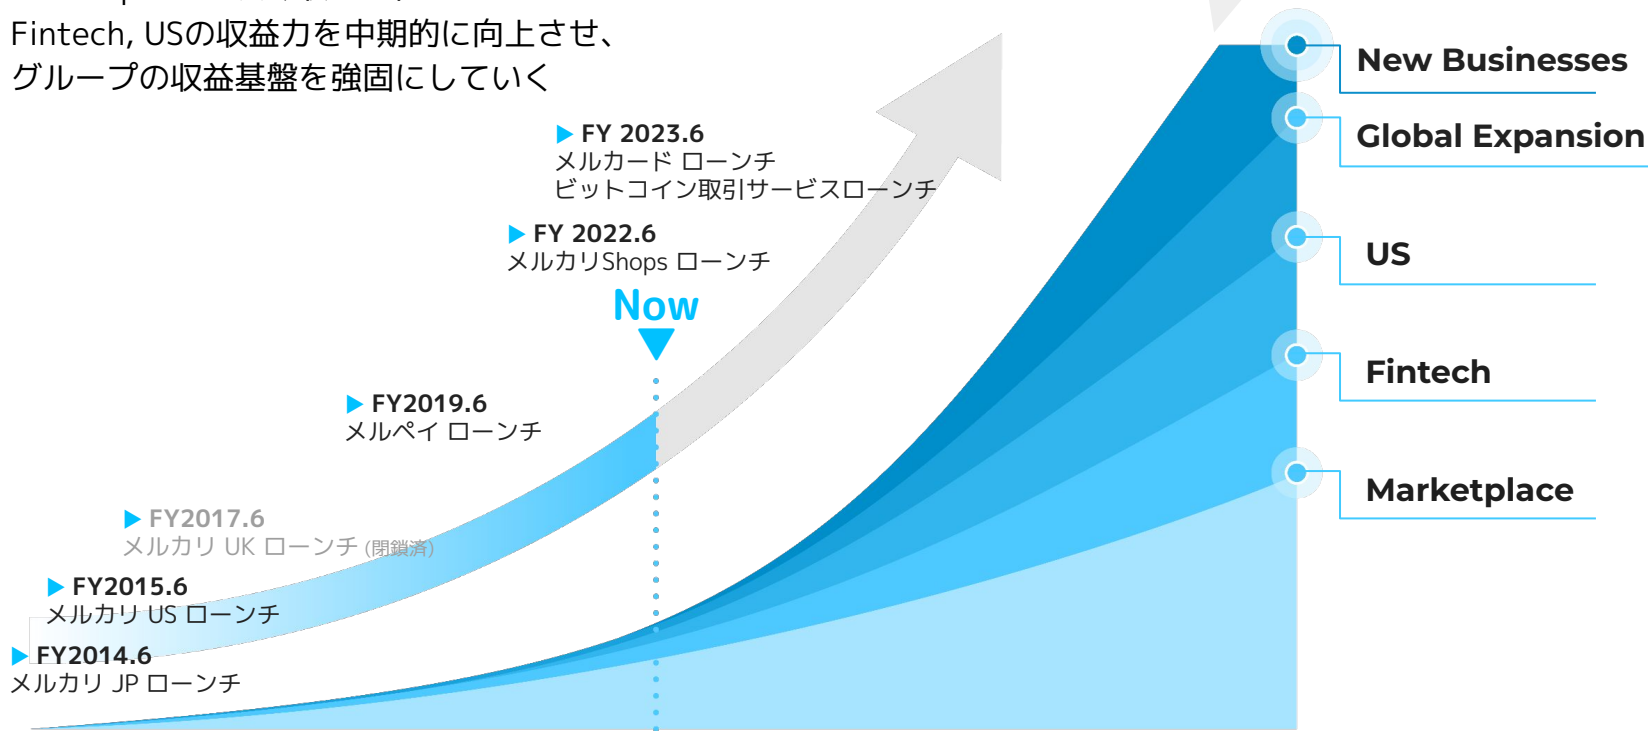 Fintech, USの収益力を中期的に向上させ、
グループの収益基盤を強固にしていく
New Businesses
Global Expansion
US
Fintech
Marketplace
▶ FY 2023.6
メルカード ローンチ
ビットコイン取引サービスローンチ
▶ FY 2022.6
メルカリShops ローンチ
Now
▶ FY2019.6
メルペイ ローンチ
▶ FY2017.6
メルカリ UK ローンチ (閉鎖済)
▶ FY2015.6
メルカリ US ローンチ
▶ FY2014.6
メルカリ JP ローンチ